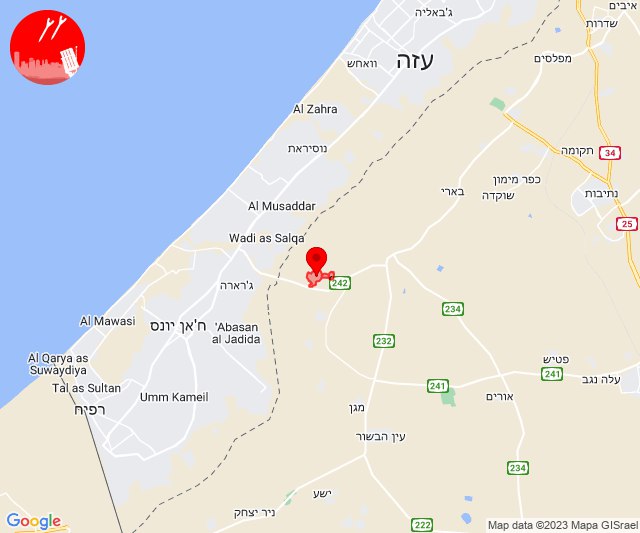 איבים
ג'באליה
שדרות
עזה
וואחש
מפלסים
Al Zahra
34
תקומה
נוסיראת
כפר מימון
שוקדה
בארי
נתיבות
Al Musaddar
25
Wadi as Salqa
242
ג'רארה
234
Al Mawasi
ח'אן יונס
'Abasan
al Jadida
232
Al Qarya as
Suwaydiya
פטיש
241
עלה נגב
Tal as Sultan
241
רפיח
Umm Kameil
אורים
מגן
עין הבשור
234
ישע
ניר יצחק
222
Google
Map data ©2023 Mapa GISrael